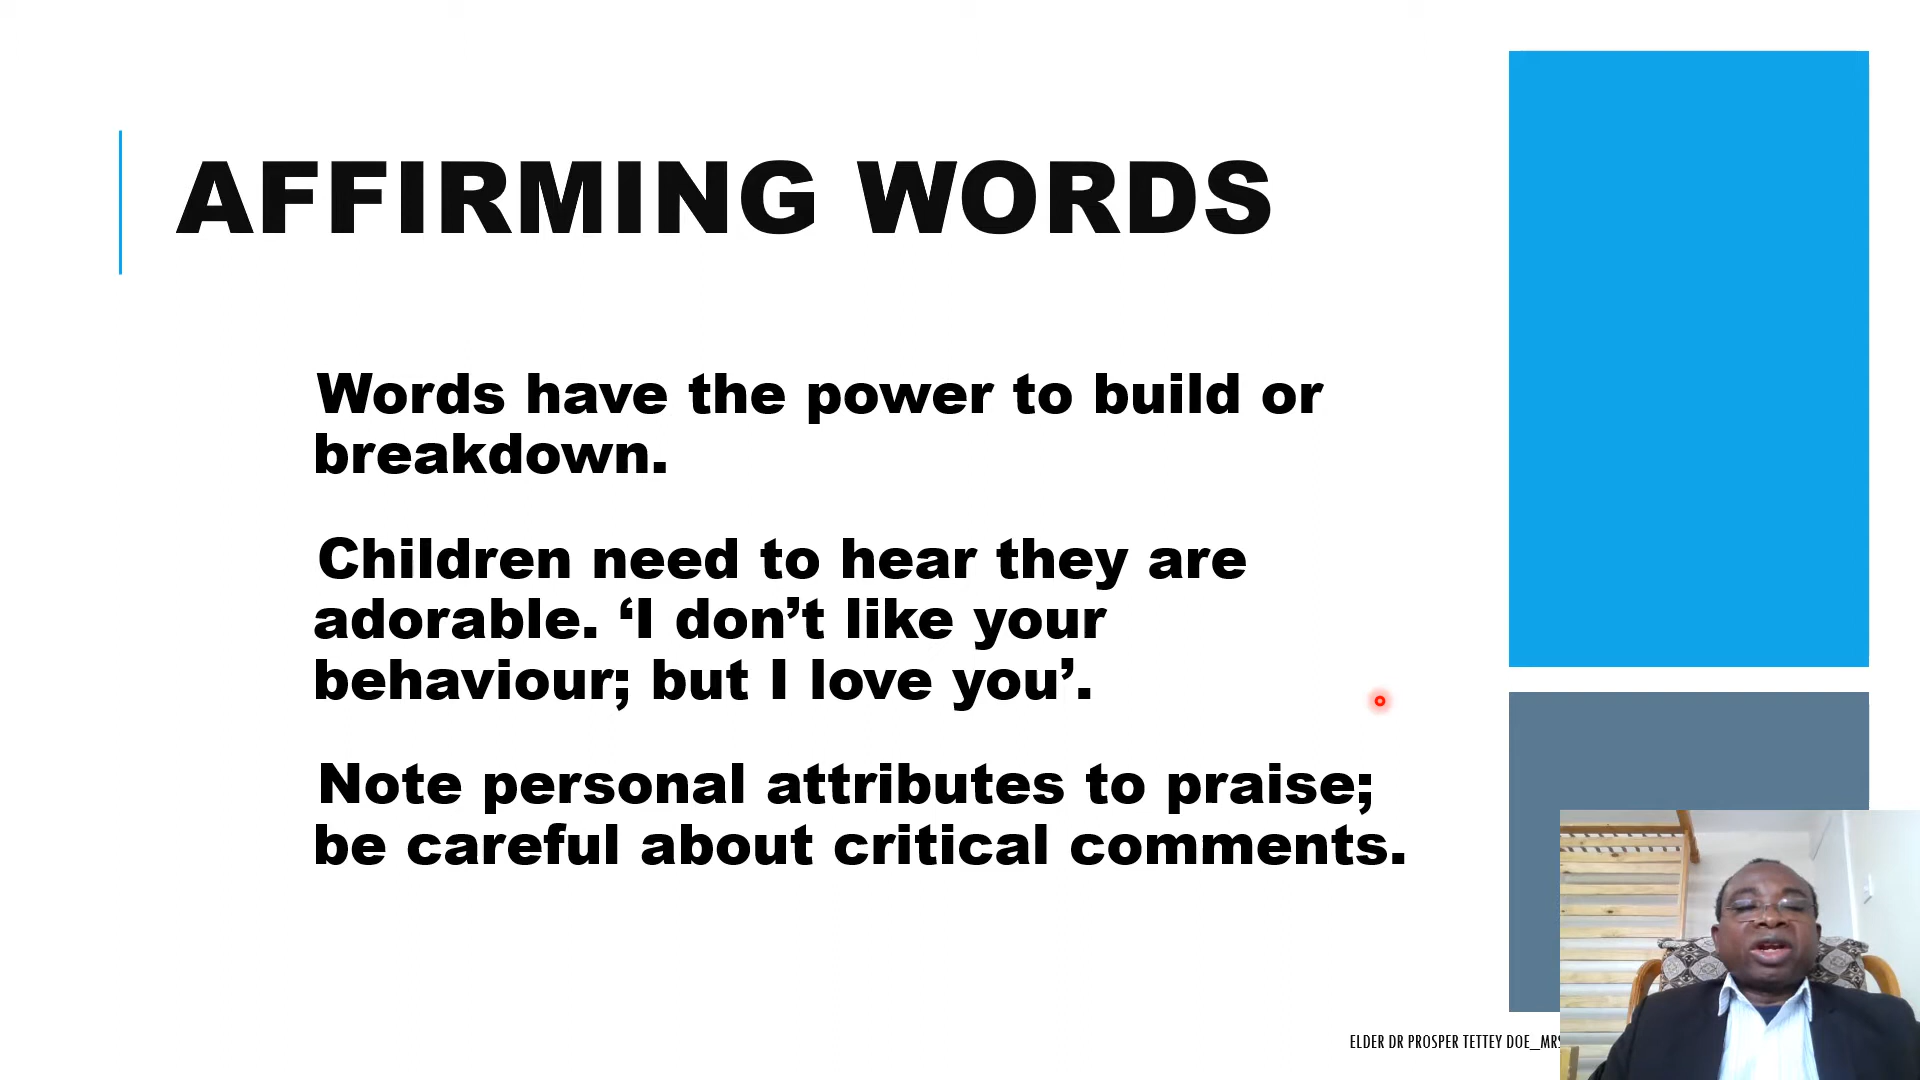 AFFIRMING WORDS
Words have the power to build or
breakdown.
Children need to hear they are
adorable. ‘I don’t like your
behaviour; but I love you’.
Note personal attributes to praise;
be careful about critical comments.
ELDER DR PROSPER TETTEY DOE_MRS